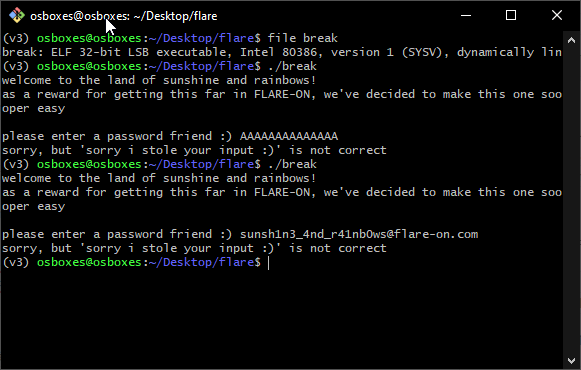 osboxes@osboxes: ~/Desktop/flare
(v3) osboxes@osboxes:~/Desktop/flare$ file break
break: ELF 32-bit LSB executable, Intel 80386, version 1 (SYSV), dynamically lin
(v3) osboxes@osboxes:~/Desktop/flare$ ./break
welcome to the land of sunshine and rainbows!
as a reward for getting this far in FLARE-ON, we've decided to make this one soo
oper easy
please enter a password friend :) AAAAAAAAAAAAAA
sorry, but 'sorry i stole your input :)' is not correct
(v3) osboxes@osboxes:~/Desktop/flare$ ./break
welcome to the land of sunshine and rainbows!
as a reward for getting this far in FLARE-ON, we've decided to make this one soo
oper easy
please enter a password friend :) sunsh1n3_4nd_r41nb0ws@flare-on.com
sorry, but 'sorry i stole your input :)' is not correct
(v3) osboxes@osboxes:~/Desktop/flare$